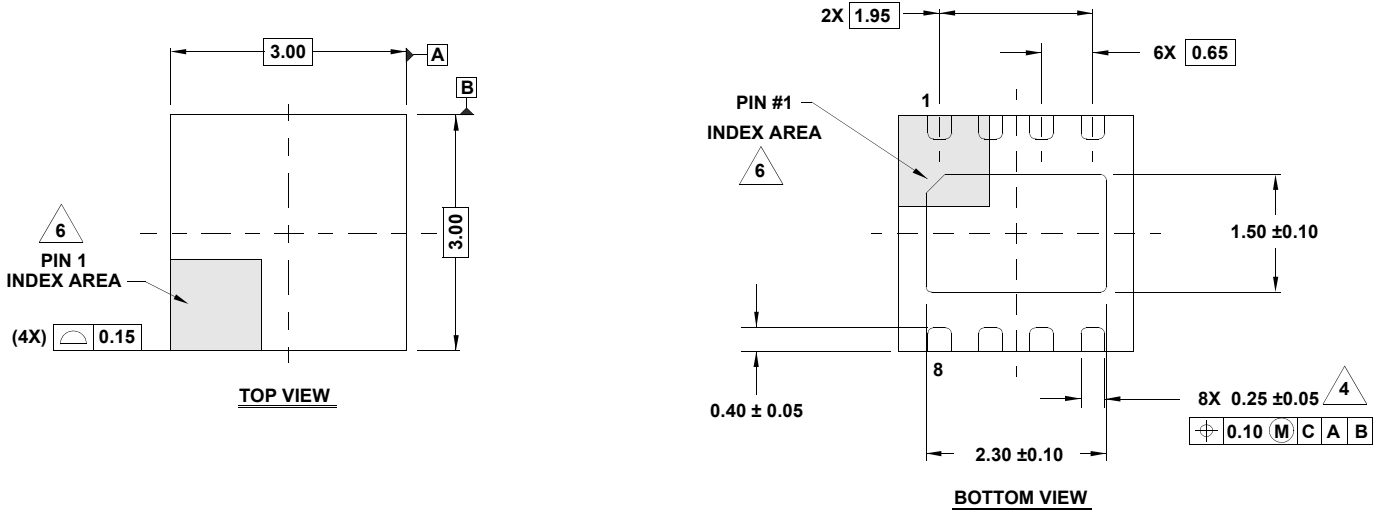 3.00
A
B
6
PIN 1
INDEX AREA
3.00
(4X) 0.15
TOP VIEW
2X 1.95
6X 0.65
PIN #1
INDEX AREA
6
1
1.50 ±0.10
8
0.40 ± 0.05
8X 0.25 ±0.05 4
0.10 M C A B
2.30 ±0.10
BOTTOM VIEW